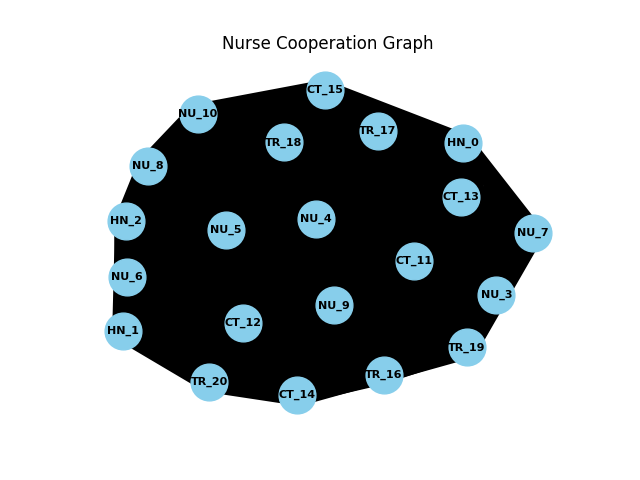 Nurse Cooperation Graph
CT_15
NU_10
TR_17
TR_18
HN_0
NU_8
CT_13
HN_2
NU_4
NU_5
NU_7
CT_11
NU_6
NU_3
NU_9
CT_12
HN_1
TR_19
TR_16
TR_20
CT_14